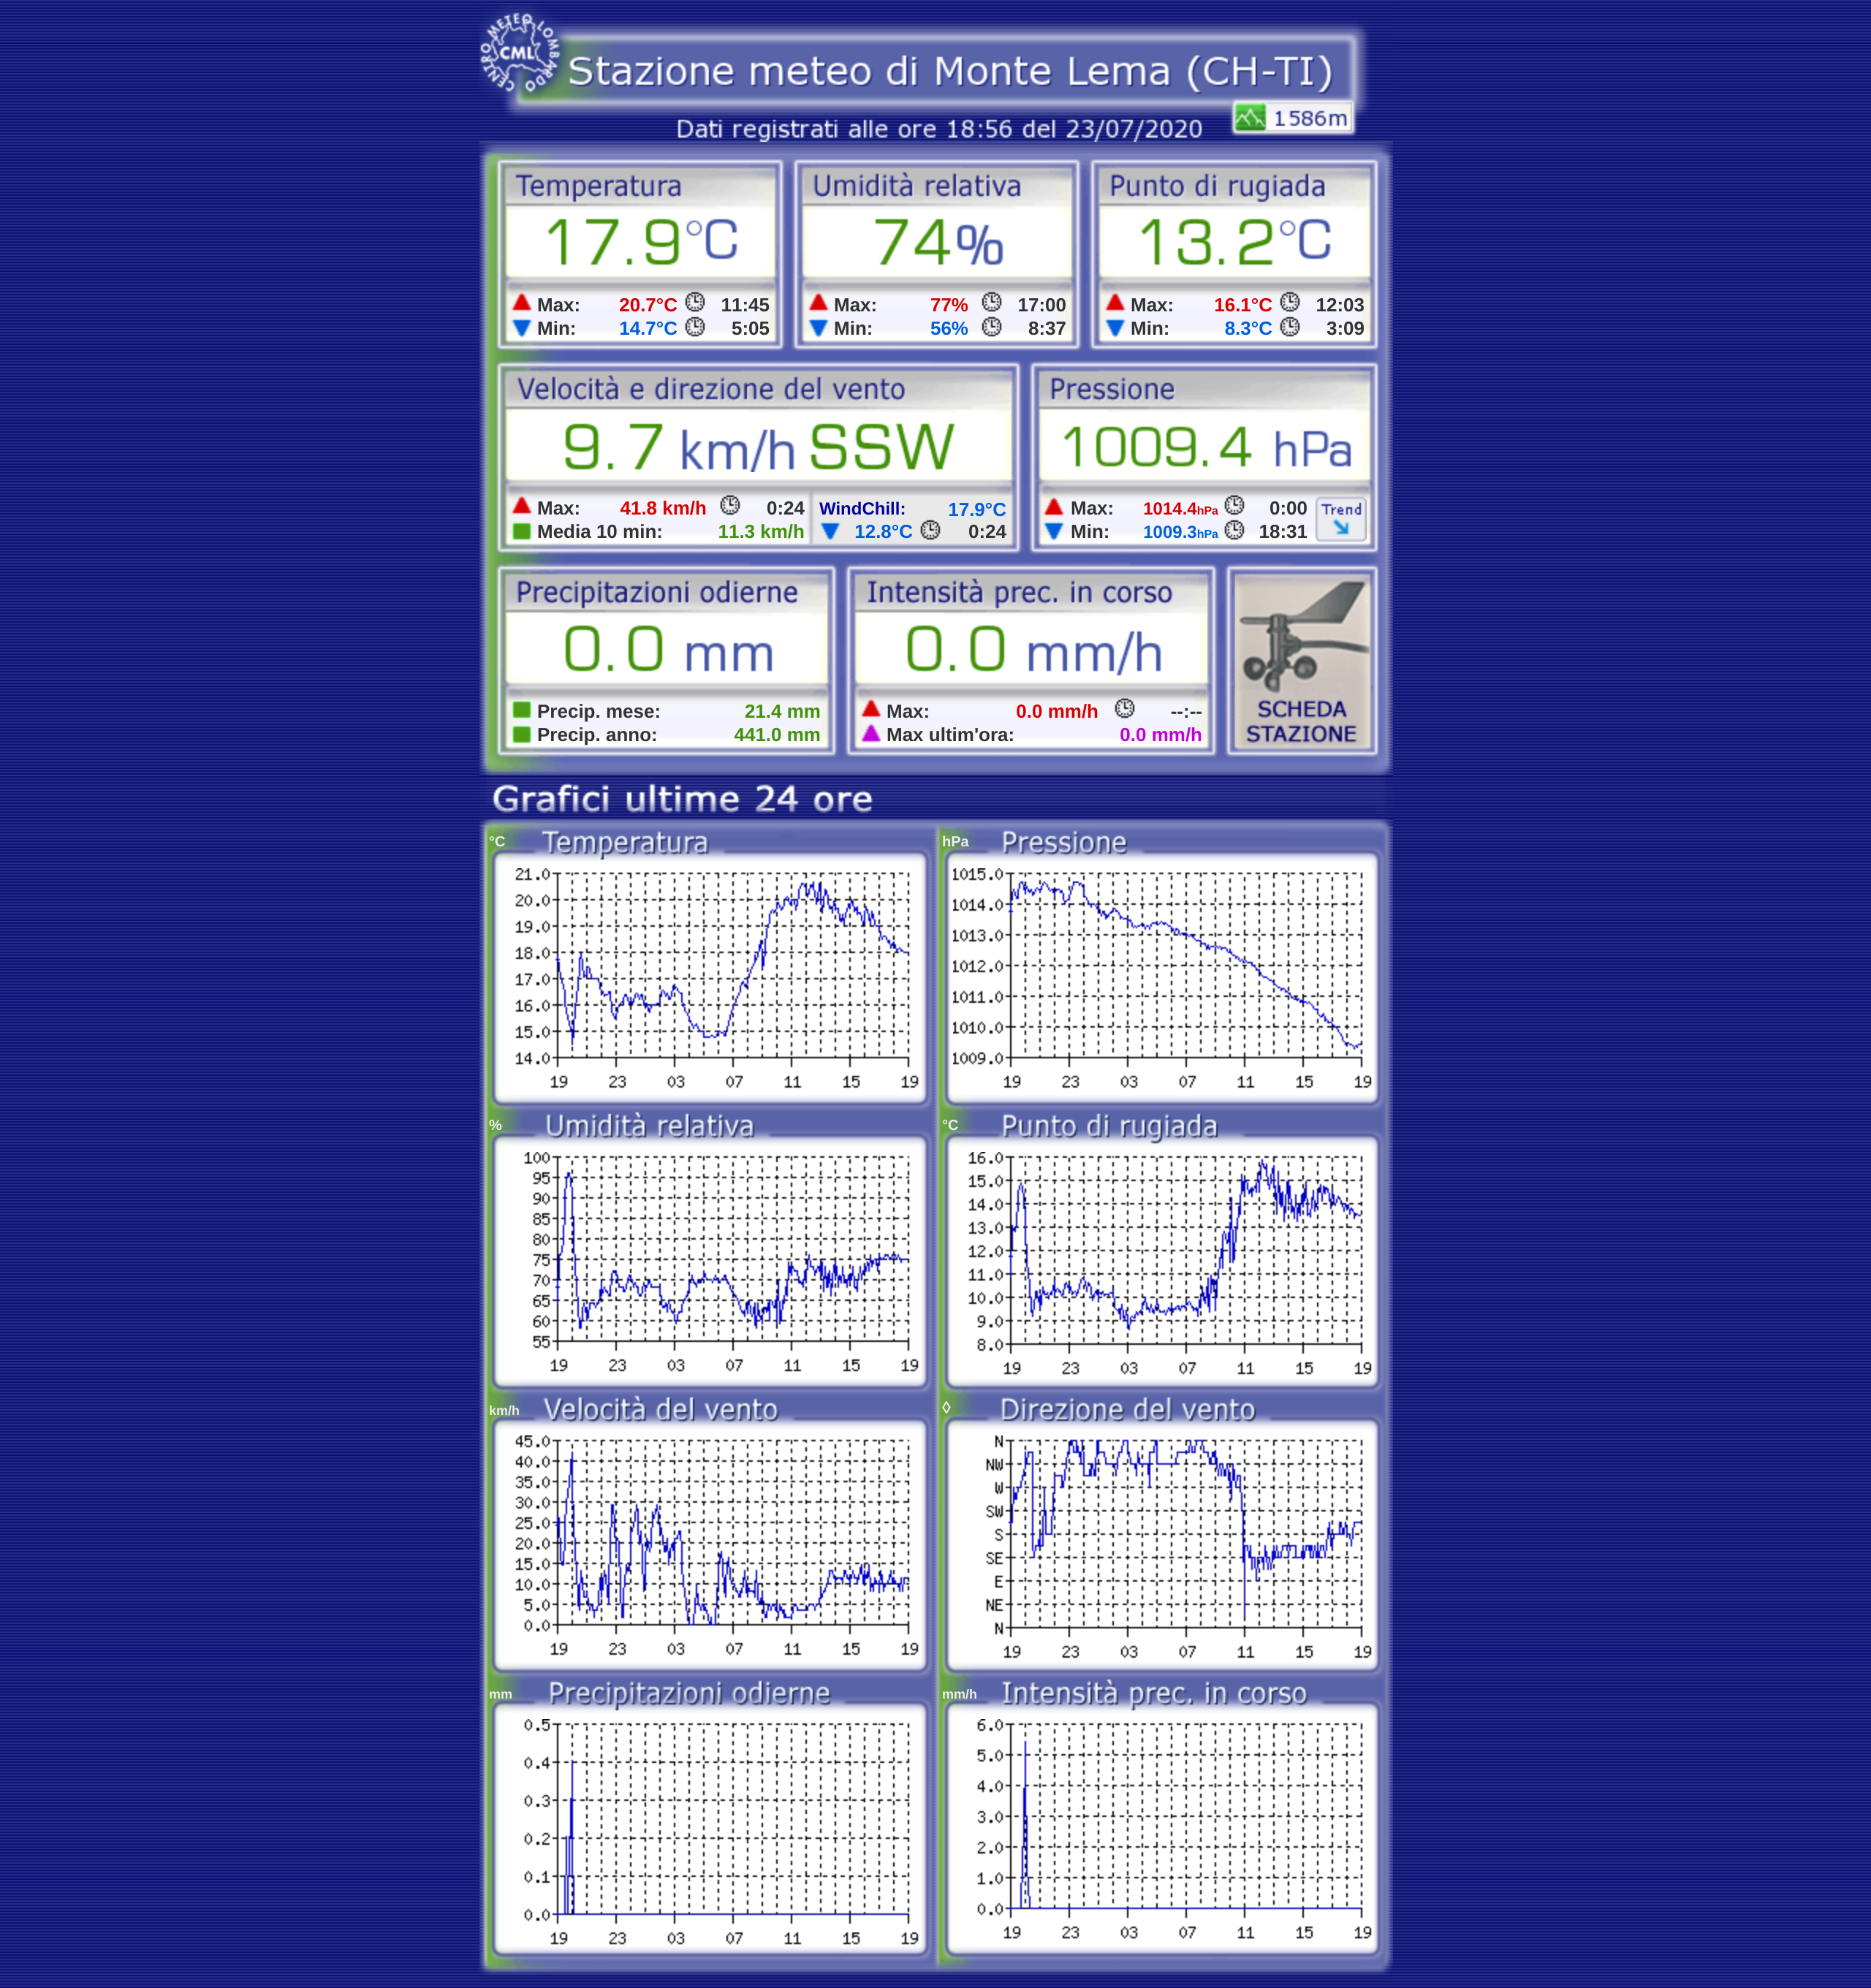 CENTRO METEO LOMBARDO
CML
Stazione meteo di Monte Lema (CH-TI)
1586m
Dati registrati alle ore 18:56 del 23/07/2020
Temperatura
17.9°C
Max: 20.7°C 11:45
Min: 14.7°C 5:05
Umidità relativa
74%
Max: 77% 17:00
Min: 56% 8:37
Punto di rugiada
13.2°C
Max: 16.1°C 12:03
Min: 8.3°C 3:09
Velocità e direzione del vento
9.7 km/h SSW
Max: 41.8 km/h 0:24
Media 10 min: 11.3 km/h
WindChill: 17.9°C
12.8°C 0:24
Pressione
1009.4 hPa
Max: 1014.4hPa 0:00
Min: 1009.3hPa 18:31
Trend
Precipitazioni odierne
0.0 mm
Precip. mese: 21.4 mm
Precip. anno: 441.0 mm
Intensità prec. in corso
0.0 mm/h
Max: 0.0 mm/h --:--
Max ultim'ora: 0.0 mm/h
SCHEDA
STAZIONE
Grafici ultime 24 ore
°C Temperatura
21.0
20.0
19.0
18.0
17.0
16.0
15.0
14.0
19 23 03 07 11 15 19
hPa Pressione
1015.0
1014.0
1013.0
1012.0
1011.0
1010.0
1009.0
19 23 03 07 11 15 19
% Umidità relativa
100
95
90
85
80
75
70
65
60
55
19 23 03 07 11 15 19
°C Punto di rugiada
16.0
15.0
14.0
13.0
12.0
11.0
10.0
9.0
8.0
19 23 03 07 11 15 19
km/h Velocità del vento
45.0
40.0
35.0
30.0
25.0
20.0
15.0
10.0
5.0
0.0
19 23 03 07 11 15 19
◊ Direzione del vento
N
NW
W
SW
S
SE
E
NE
N
19 23 03 07 11 15 19
mm Precipitazioni odierne
0.5
0.4
0.3
0.2
0.1
0.0
19 23 03 07 11 15 19
mm/h Intensità prec. in corso
6.0
5.0
4.0
3.0
2.0
1.0
0.0
19 23 03 07 11 15 19